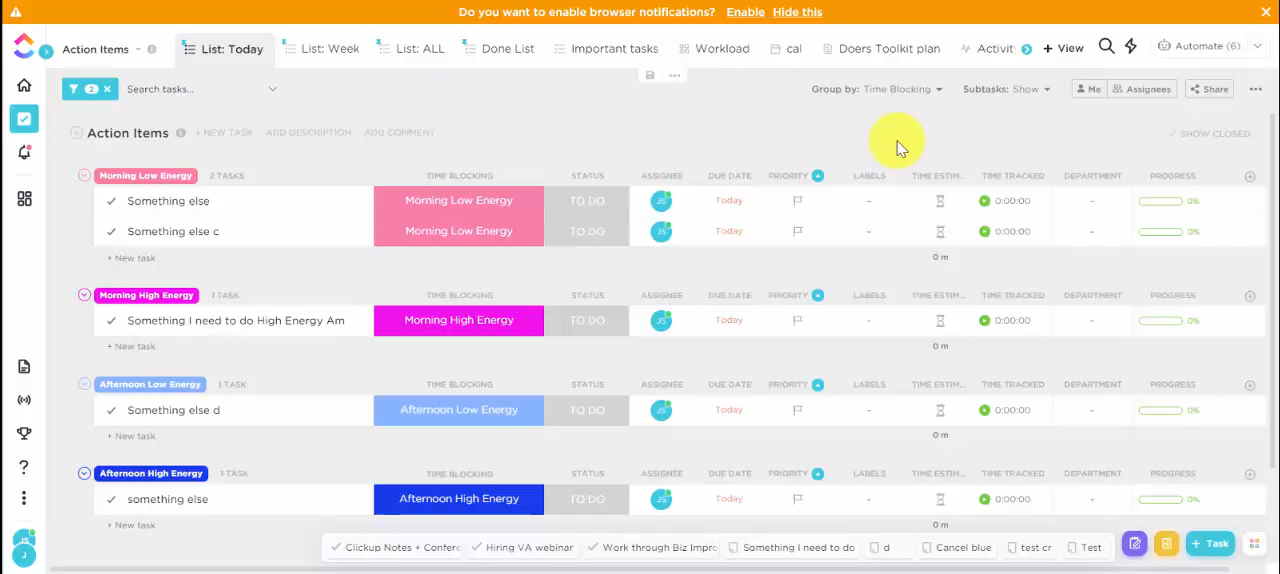 Do you want to enable browser notifications? Enable Hide this
Action Items List: Today List: Week List: ALL Done List Important tasks Workload cal Doers Toolkit plan Activit + View Automate (6)
2 Search tasks... Group by: Time Blocking Subtasks: Show Me Assignees Share
Action Items + NEW TASK ADD DESCRIPTION ADD COMMENT SHOW CLOSED
Morning Low Energy 2 TASKS TIME BLOCKING STATUS ASSIGNEE DUE DATE PRIORITY LABELS TIME ESTIM... TIME TRACKED DEPARTMENT PROGRESS
Something else Morning Low Energy TO DO JS Today - 0:00:00 - 0%
Something else c Morning Low Energy TO DO JS Today - 0:00:00 - 0%
+ New task 0 m
Morning High Energy 1 TASK TIME BLOCKING STATUS ASSIGNEE DUE DATE PRIORITY LABELS TIME ESTIM... TIME TRACKED DEPARTMENT PROGRESS
Something I need to do High Energy Am Morning High Energy TO DO JS Today - 0:00:00 - 0%
+ New task 0 m
Afternoon Low Energy 1 TASK TIME BLOCKING STATUS ASSIGNEE DUE DATE PRIORITY LABELS TIME ESTIM... TIME TRACKED DEPARTMENT PROGRESS
Something else d Afternoon Low Energy TO DO JS Today - 0:00:00 - 0%
+ New task 0 m
Afternoon High Energy 1 TASK TIME BLOCKING STATUS ASSIGNEE DUE DATE PRIORITY LABELS TIME ESTIM... TIME TRACKED DEPARTMENT PROGRESS
something else Afternoon High Energy TO DO JS Today - 0:00:00 - 0%
+ New task 0 m
Clickup Notes + Confere Hiring VA webinar Work through Biz Impro Something I need to do d Cancel blue test cr Test + Task
JS
J